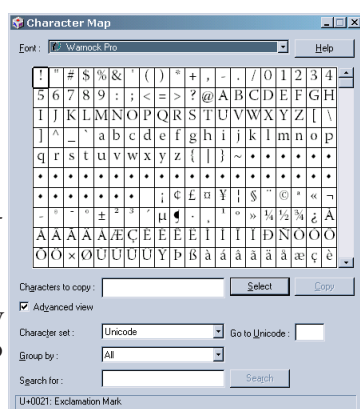 Character Map
Font : Warnock Pro Help
! " # $ % & ' ( ) * + , - . / 0 1 2 3 4
5 6 7 8 9 : ; < = > ? @ A B C D E F G H
I J K L M N O P Q R S T U V W X Y Z [ \
] ^ _ ` a b c d e f g h i j k l m n o p
q r s t u v w x y z { | } ~ • • • • • •
• • • • • • • • • • • • • • • • • • • •
• • • • • • • ¡ ¢ £ ¤ ¥ ¦ § ¨ © ª « ¬
- ® ¯ ° ± ² ³ ´ µ ¶ · ¸ ¹ º » ¼ ½ ¾ ¿ À
Á Â Ã Ä Å Æ Ç È É Ê Ë Ì Í Î Ï Ð Ñ Ò Ó Ô
Õ Ö × Ø Ù Ú Û Ü Ý Þ ß à á â ã ä å æ ç è
Characters to copy : Select Copy
Advanced view
Character set : Unicode Go to Unicode :
Group by : All
Search for : Search
U+0021: Exclamation Mark